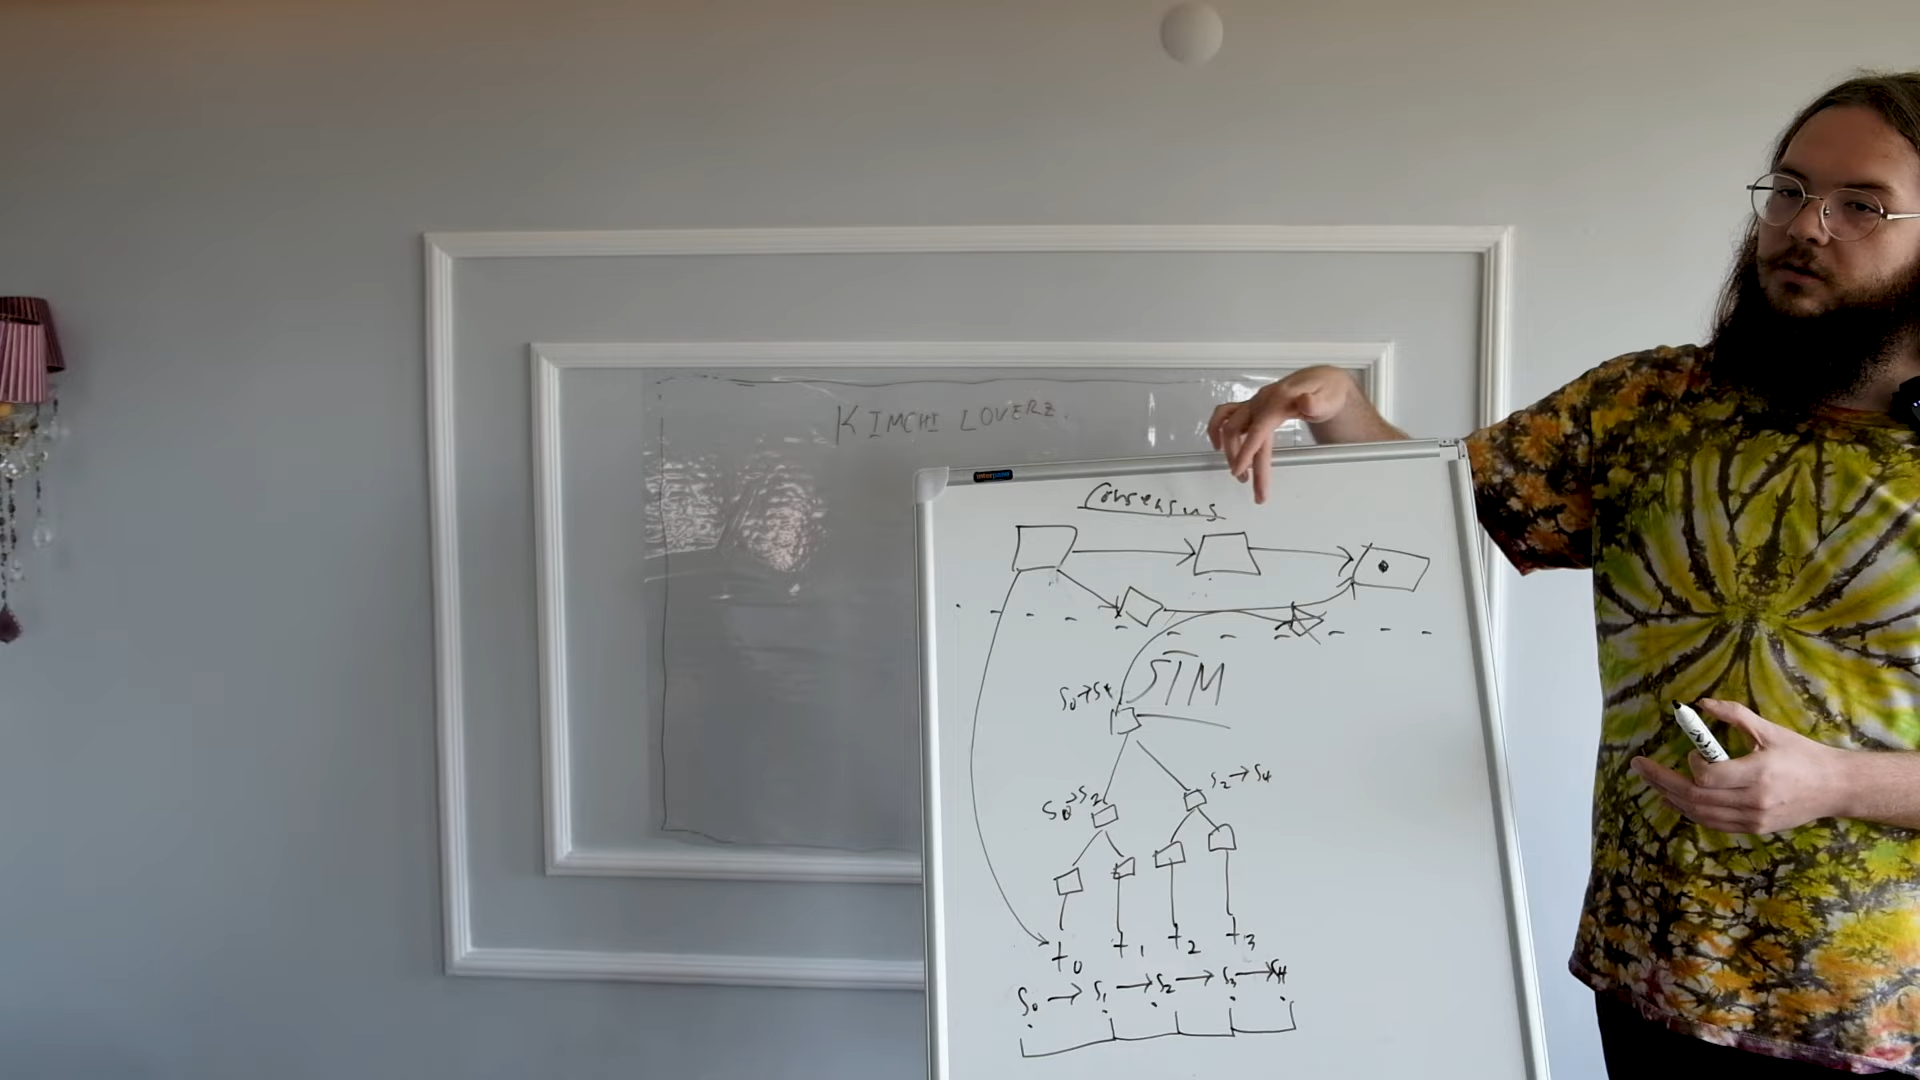 KIMCHI LOVERZ.
interpano
Consensus
STM
S₀→S₄
S₂→S₄
S₀→S₂
t₀ t₁ t₂ t₃
S₀ → S₁ → S₂ → S₃ → S₄